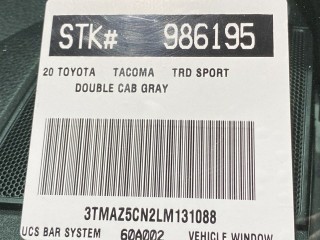 STK# 986195
20 TOYOTA TACOMA TRD SPORT
DOUBLE CAB GRAY
3TMAZ5CN2LM131088
UCS BAR SYSTEM 60A002 VEHICLE WINDOW